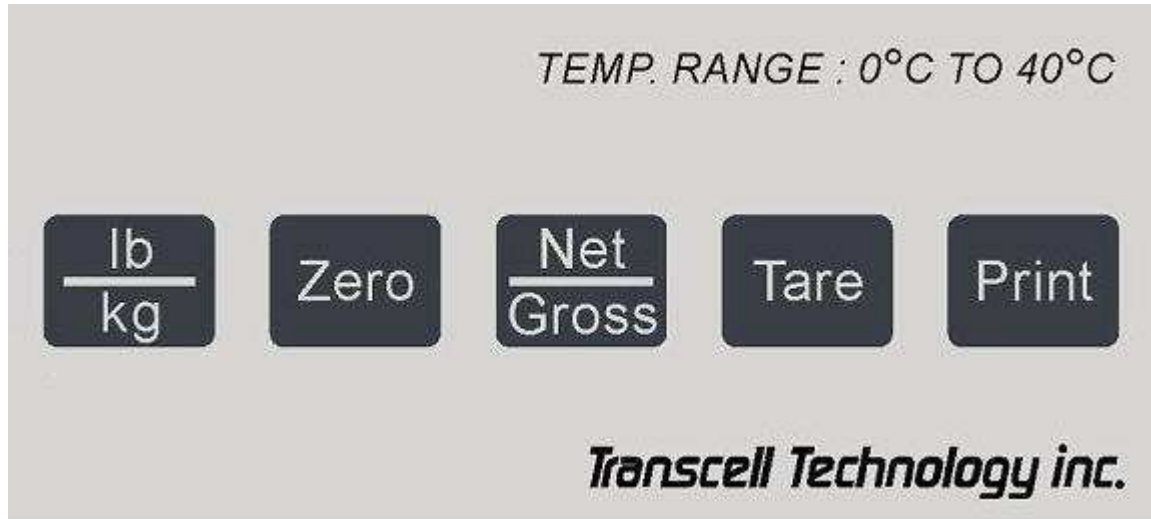 TEMP. RANGE : 0°C TO 40°C
lb
kg
Zero
Net
Gross
Tare
Print
Transcell Technology inc.